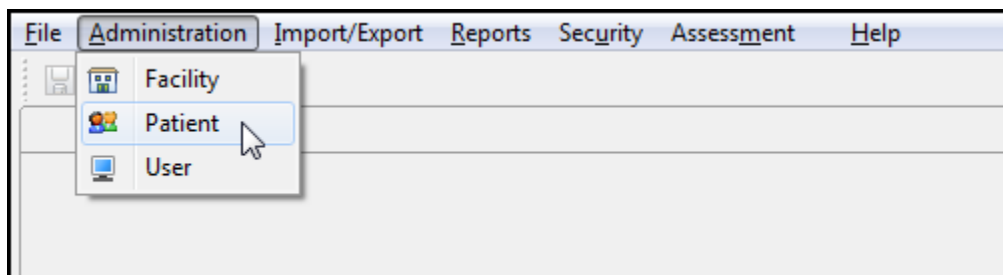 File Administration Import/Export Reports Security Assessment Help
Facility
Patient
User